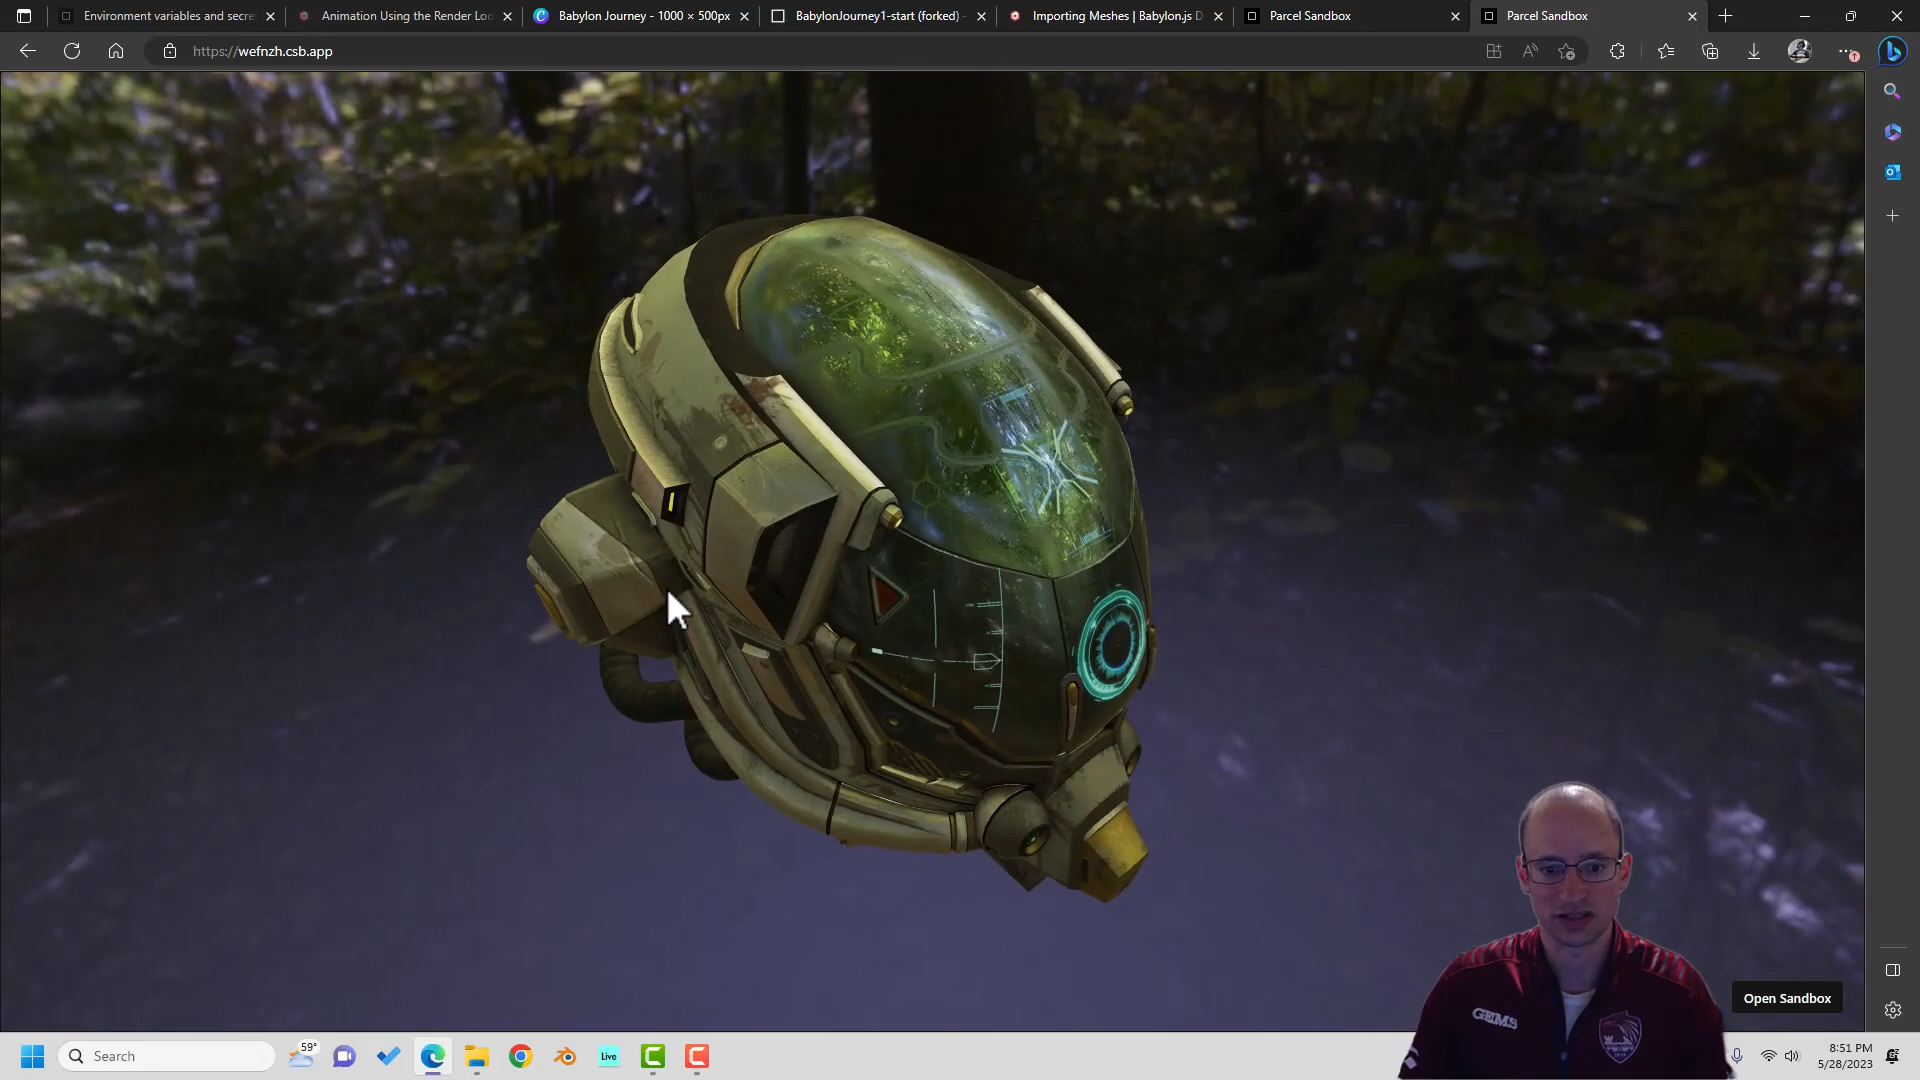 Environment variables and secre
Animation Using the Render Loo
Babylon Journey - 1000 × 500px
BabylonJourney1-start (forked) -
Importing Meshes | Babylon.js D
Parcel Sandbox
Parcel Sandbox
https://wefnzh.csb.app
GEMS
Open Sandbox
Search
59°
Live
8:51 PM
5/28/2023